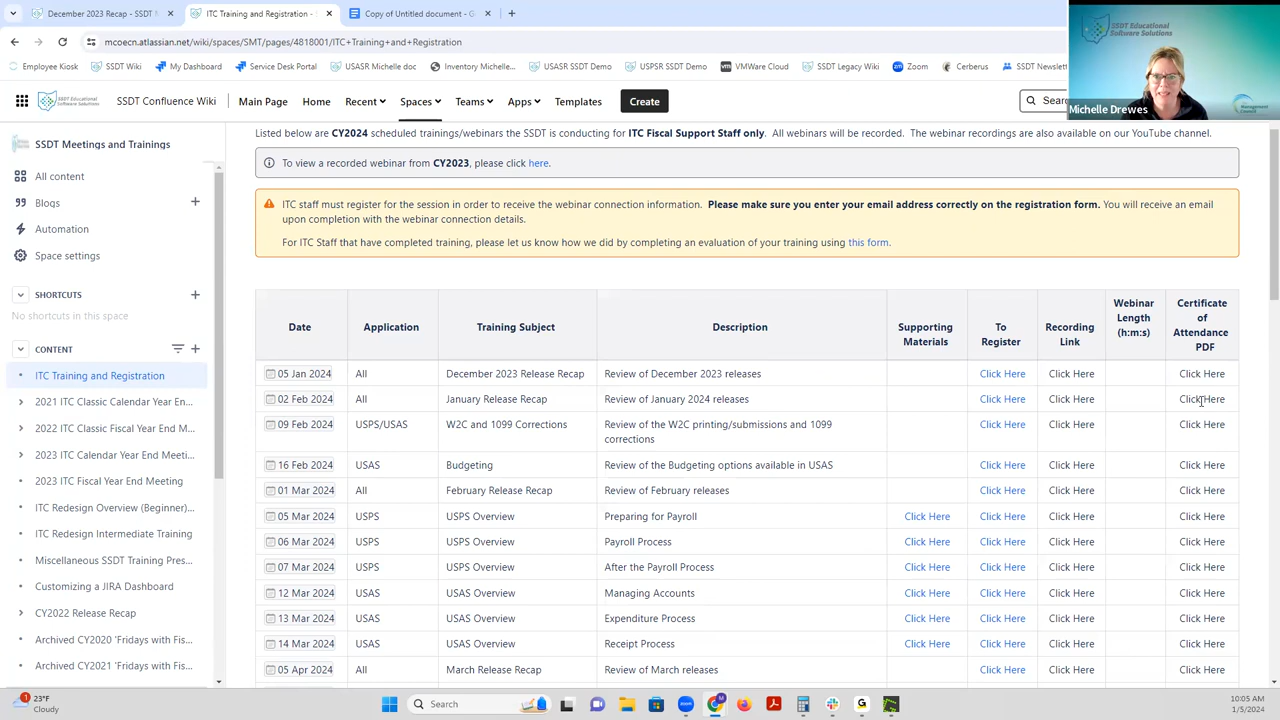 December 2023 Recap - SSDT M
ITC Training and Registration -
Copy of Untitled document - G
mcoecn.atlassian.net/wiki/spaces/SMT/pages/4818001/ITC+Training+and+Registration
Employee Kiosk
SSDT Wiki
My Dashboard
Service Desk Portal
USASR Michelle doc
Inventory Michelle...
USASR SSDT Demo
USPSR SSDT Demo
VMWare Cloud
SSDT Legacy Wiki
Zoom
Cerberus
SSDT Newslett
SSDT Educational
Software Solutions
Michelle Drewes
SSDT Confluence Wiki
Main Page
Home
Recent
Spaces
Teams
Apps
Templates
Create
Sear
SSDT Meetings and Trainings
All content
Blogs
Automation
Space settings
SHORTCUTS
No shortcuts in this space
CONTENT
ITC Training and Registration
2021 ITC Classic Calendar Year En...
2022 ITC Classic Fiscal Year End M...
2023 ITC Calendar Year End Meeti...
2023 ITC Fiscal Year End Meeting
ITC Redesign Overview (Beginner)...
ITC Redesign Intermediate Training
Miscellaneous SSDT Training Pres...
Customizing a JIRA Dashboard
CY2022 Release Recap
Archived CY2020 'Fridays with Fis...
Archived CY2021 'Fridays with Fis...
Listed below are CY2024 scheduled trainings/webinars the SSDT is conducting for ITC Fiscal Support Staff only. All webinars will be recorded. The webinar recordings are also available on our YouTube channel.
To view a recorded webinar from CY2023, please click here.
ITC staff must register for the session in order to receive the webinar connection information. Please make sure you enter your email address correctly on the registration form. You will receive an email
upon completion with the webinar connection details.
For ITC Staff that have completed training, please let us know how we did by completing an evaluation of your training using this form.
Date Application Training Subject Description Supporting Materials To Register Recording Link Webinar Length (h:m:s) Certificate of Attendance PDF
05 Jan 2024 All December 2023 Release Recap Review of December 2023 releases Click Here Click Here Click Here
02 Feb 2024 All January Release Recap Review of January 2024 releases Click Here Click Here Click Here
09 Feb 2024 USPS/USAS W2C and 1099 Corrections Review of the W2C printing/submissions and 1099 corrections Click Here Click Here Click Here
16 Feb 2024 USAS Budgeting Review of the Budgeting options available in USAS Click Here Click Here Click Here
01 Mar 2024 All February Release Recap Review of February releases Click Here Click Here Click Here
05 Mar 2024 USPS USPS Overview Preparing for Payroll Click Here Click Here Click Here Click Here
06 Mar 2024 USPS USPS Overview Payroll Process Click Here Click Here Click Here Click Here
07 Mar 2024 USPS USPS Overview After the Payroll Process Click Here Click Here Click Here Click Here
12 Mar 2024 USAS USAS Overview Managing Accounts Click Here Click Here Click Here Click Here
13 Mar 2024 USAS USAS Overview Expenditure Process Click Here Click Here Click Here Click Here
14 Mar 2024 USAS USAS Overview Receipt Process Click Here Click Here Click Here Click Here
05 Apr 2024 All March Release Recap Review of March releases Click Here Click Here Click Here
1
23°F
Cloudy
Search
10:05 AM
1/5/2024